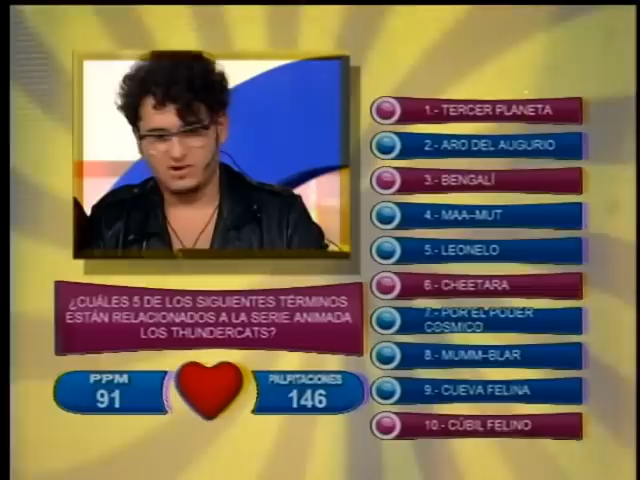 1.- TERCER PLANETA
2.- ARO DEL AUGURIO
3.- BENGALÍ
4.- MAA-MUT
5.- LEONELO
6.- CHEETARA
7.- POR EL PODER
COSMICO
8.- MUMM-BLAR
9.- CUEVA FELINA
10.- CÚBIL FELINO
¿CUÁLES 5 DE LOS SIGUIENTES TÉRMINOS
ESTÁN RELACIONADOS A LA SERIE ANIMADA
LOS THUNDERCATS?
PPM
91
PALPITACIONES
146